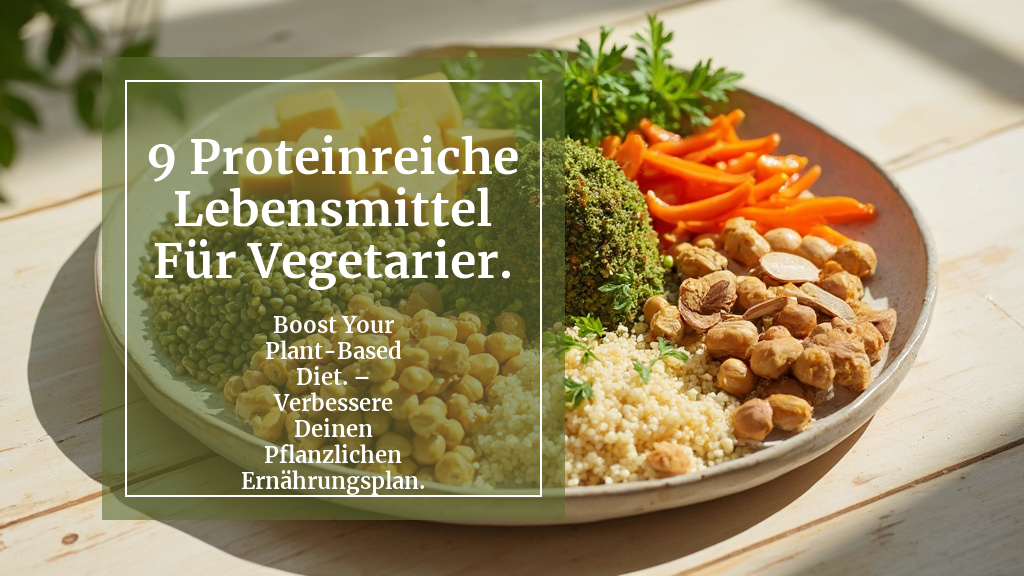 9 Proteinreiche
Lebensmittel
Für Vegetarier.
Boost Your
Plant-Based
Diet. –
Verbessere
Deinen
Pflanzlichen
Ernährungsplan.